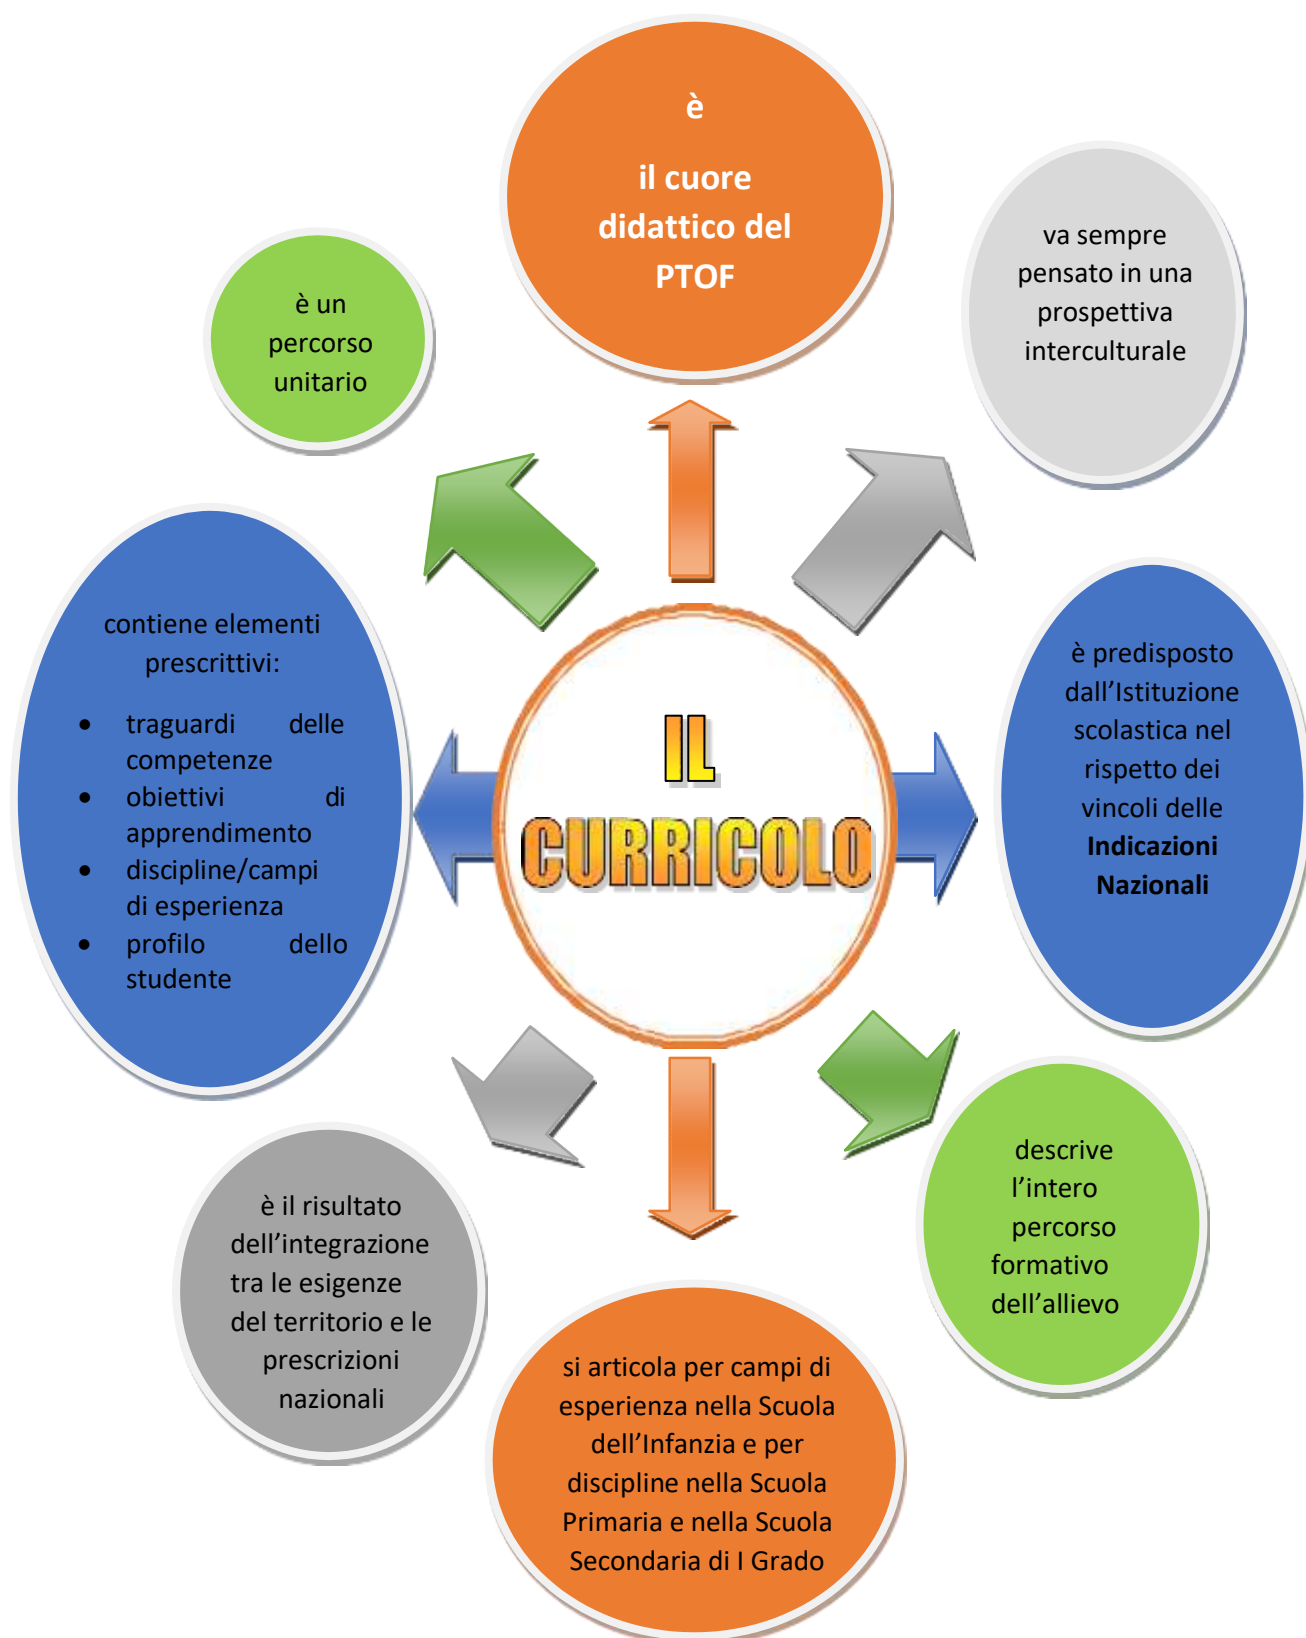 è
il cuore
didattico del
PTOF
va sempre
pensato in una
prospettiva
interculturale
è un
percorso
unitario
contiene elementi
prescrittivi:
• traguardi delle
competenze
• obiettivi di
apprendimento
• discipline/campi
di esperienza
• profilo dello
studente
IL
CURRICOLO
è predisposto
dall’Istituzione
scolastica nel
rispetto dei
vincoli delle
Indicazioni
Nazionali
descrive
l’intero
percorso
formativo
dell’allievo
è il risultato
dell’integrazione
tra le esigenze
del territorio e le
prescrizioni
nazionali
si articola per campi di
esperienza nella Scuola
dell’Infanzia e per
discipline nella Scuola
Primaria e nella Scuola
Secondaria di I Grado